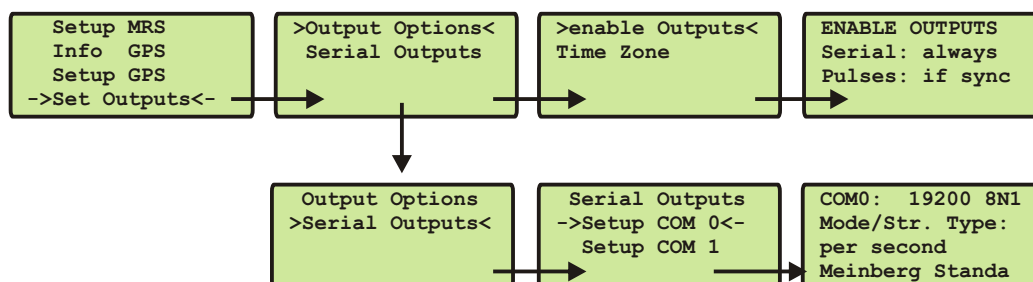 Setup MRS
Info GPS
Setup GPS
->Set Outputs<-
>Output Options<
Serial Outputs
>enable Outputs<
Time Zone
ENABLE OUTPUTS
Serial: always
Pulses: if sync
Output Options
>Serial Outputs<
Serial Outputs
->Setup COM 0<-
Setup COM 1
COM0: 19200 8N1
Mode/Str. Type:
per second
Meinberg Standa